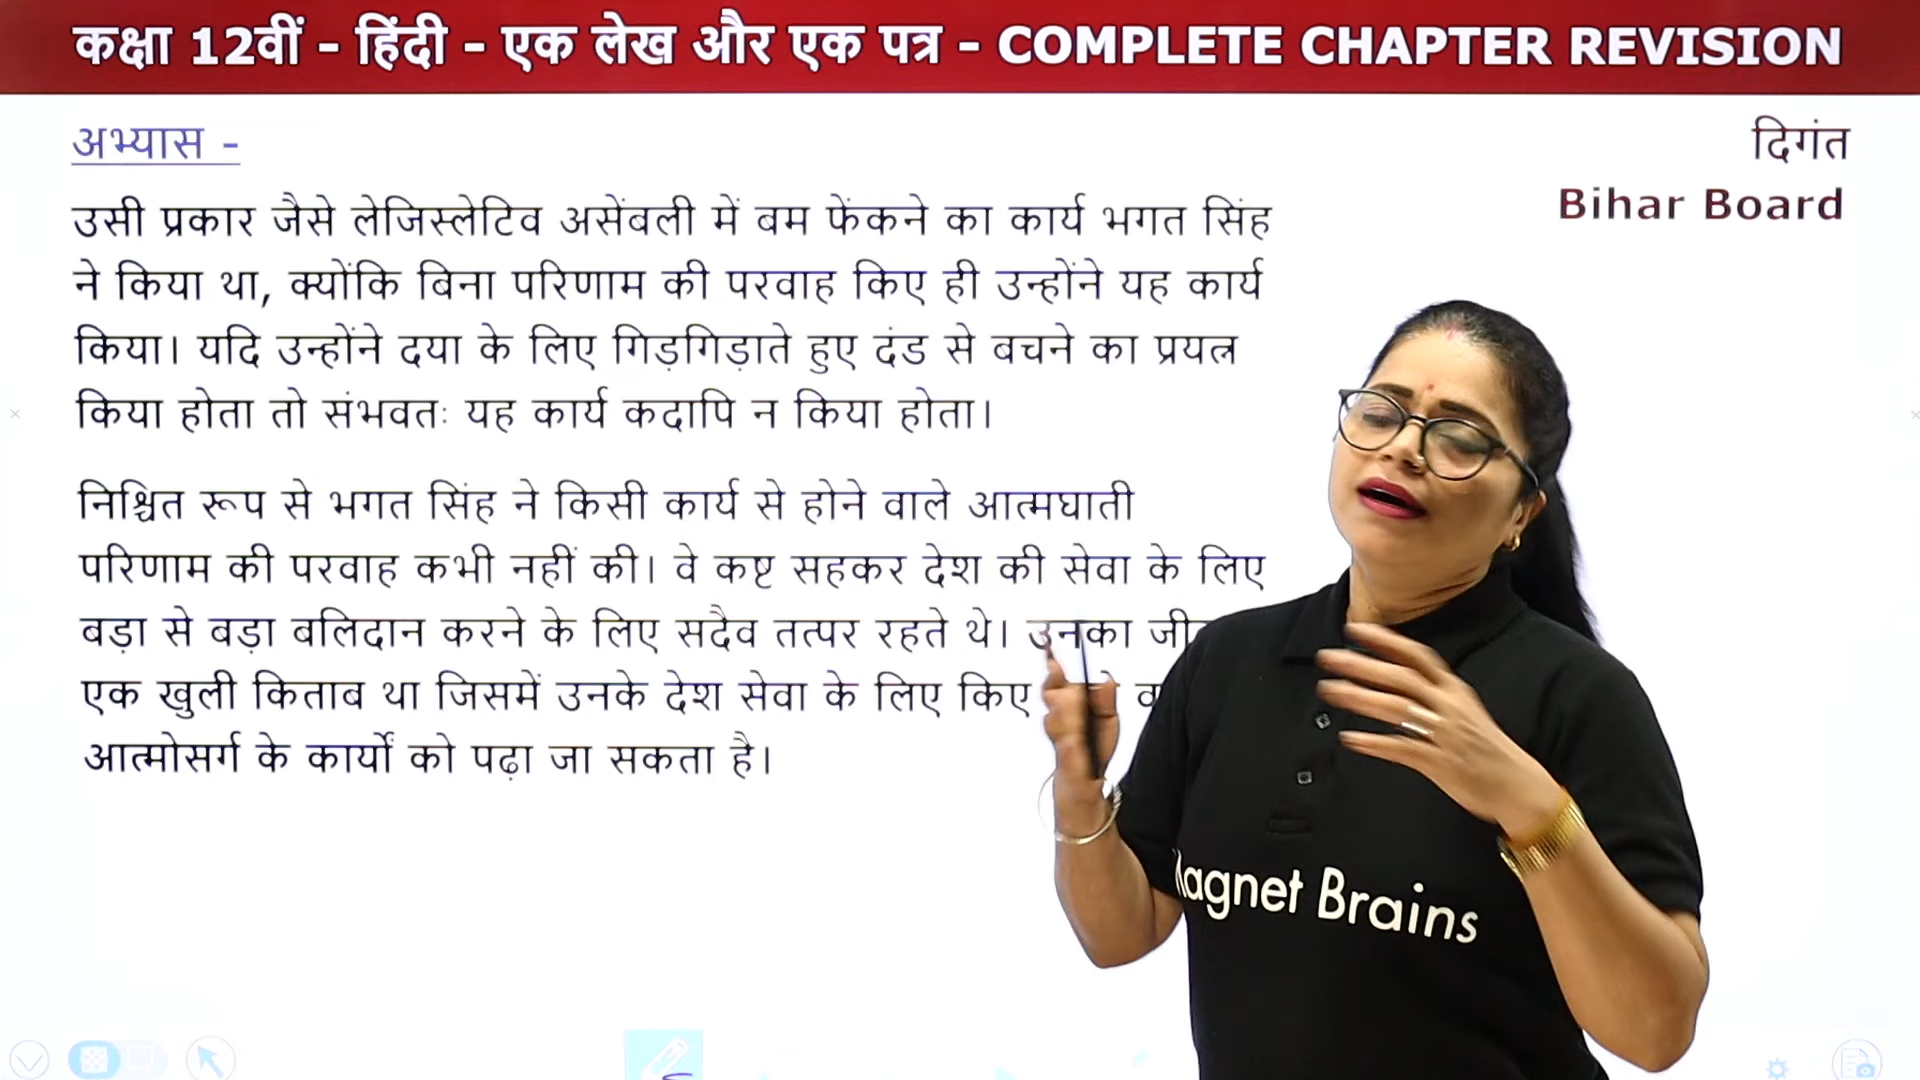 कक्षा 12वीं - हिंदी - एक लेख और एक पत्र - COMPLETE CHAPTER REVISION
अभ्यास -
दिगंत
Bihar Board
उसी प्रकार जैसे लेजिस्लेटिव असेंबली में बम फेंकने का कार्य भगत सिंह
ने किया था, क्योंकि बिना परिणाम की परवाह किए ही उन्होंने यह कार्य
किया। यदि उन्होंने दया के लिए गिड़गिड़ाते हुए दंड से बचने का प्रयत्न
किया होता तो संभवतः यह कार्य कदापि न किया होता।
निश्चित रूप से भगत सिंह ने किसी कार्य से होने वाले आत्मघाती
परिणाम की परवाह कभी नहीं की। वे कष्ट सहकर देश की सेवा के लिए
बड़ा से बड़ा बलिदान करने के लिए सदैव तत्पर रहते थे। उनका
एक खुली किताब था जिसमें उनके देश सेवा के लिए किए
आत्मोसर्ग के कार्यों को पढ़ा जा सकता है।
agnet Brains